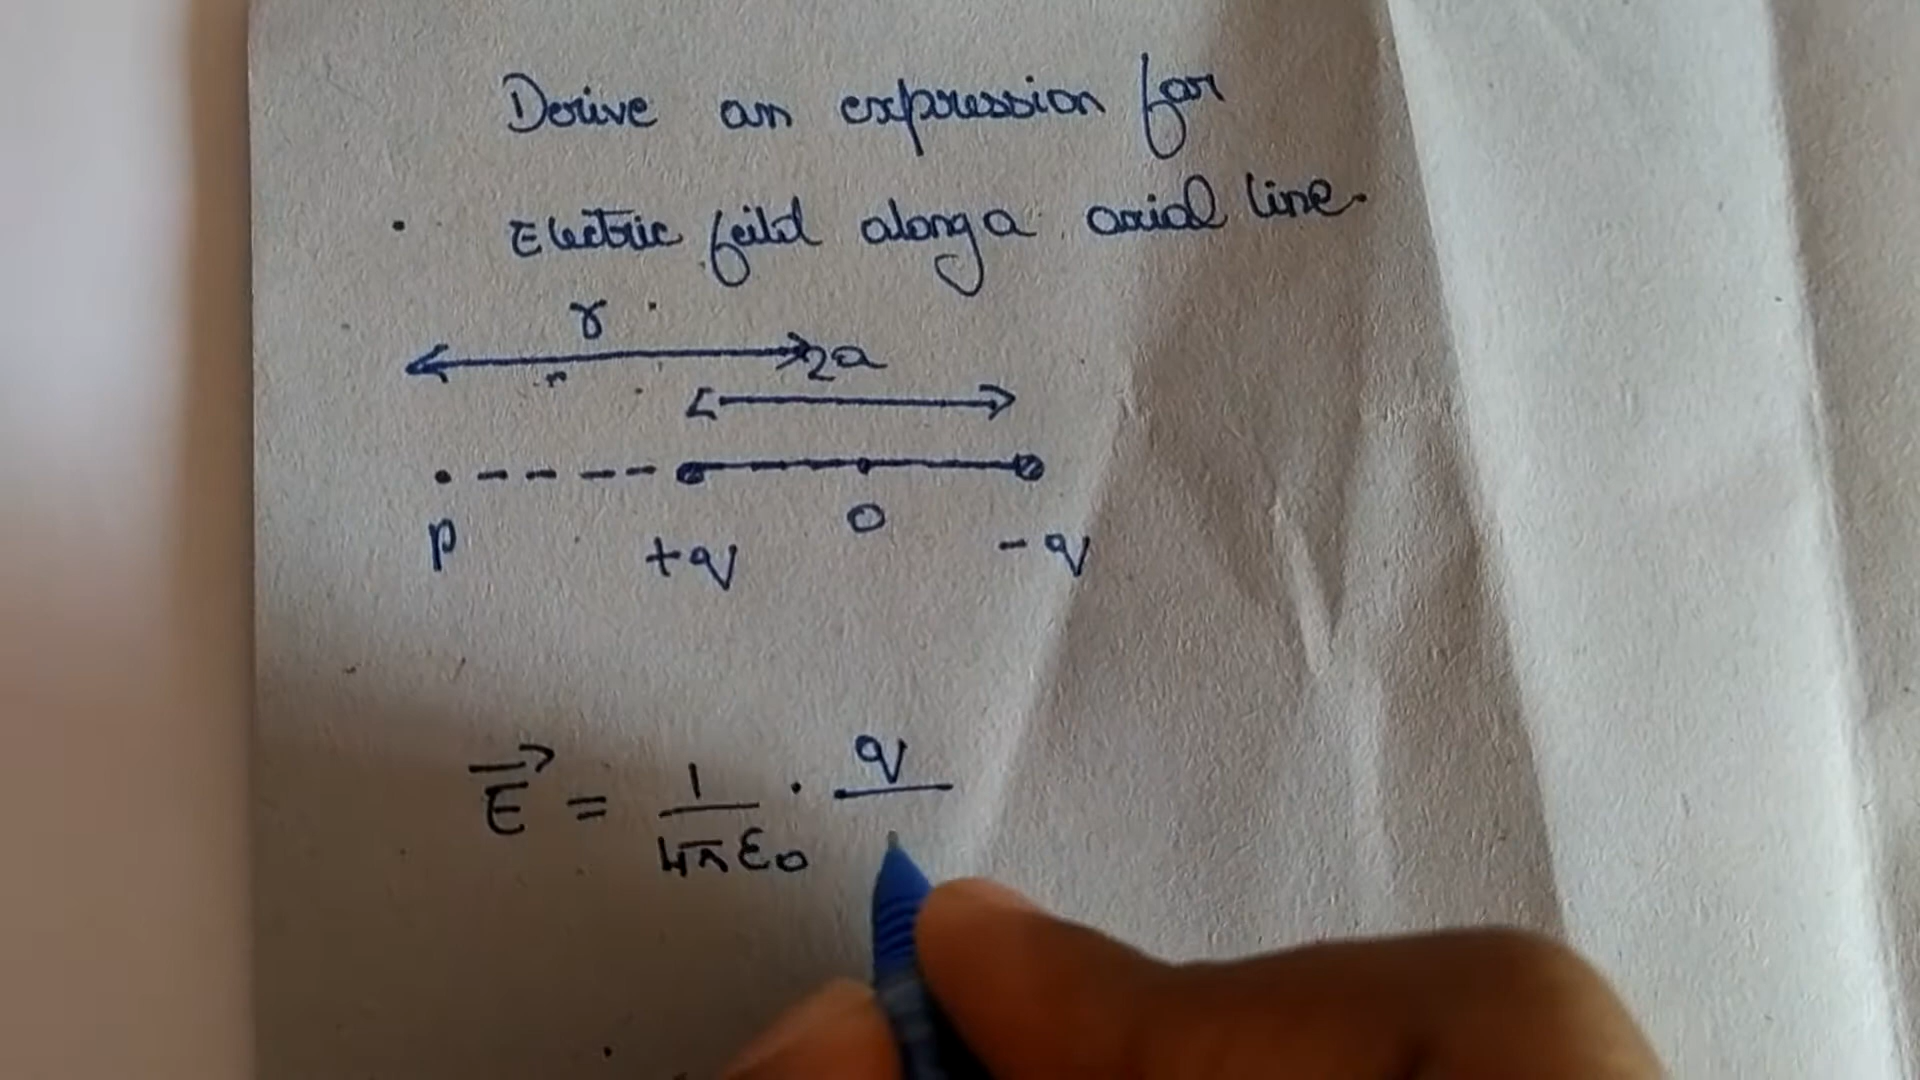 Derive an expression for
Electric feild along a axial line.
r
2a
P +q O -q
E⃗ = 1/4πε₀ · q/